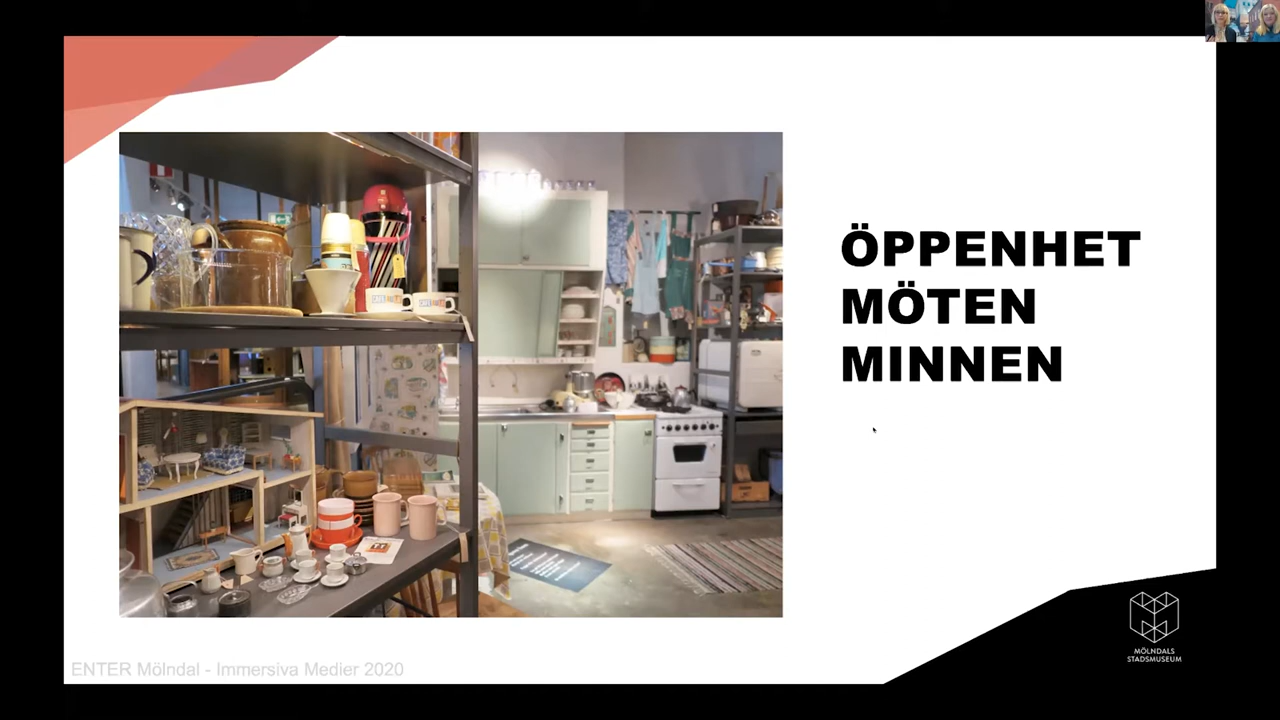 ÖPPENHET
MÖTEN
MINNEN
MÖLNDALS
STADSMUSEUM
ENTER Mölndal - Immersiva Medier 2020